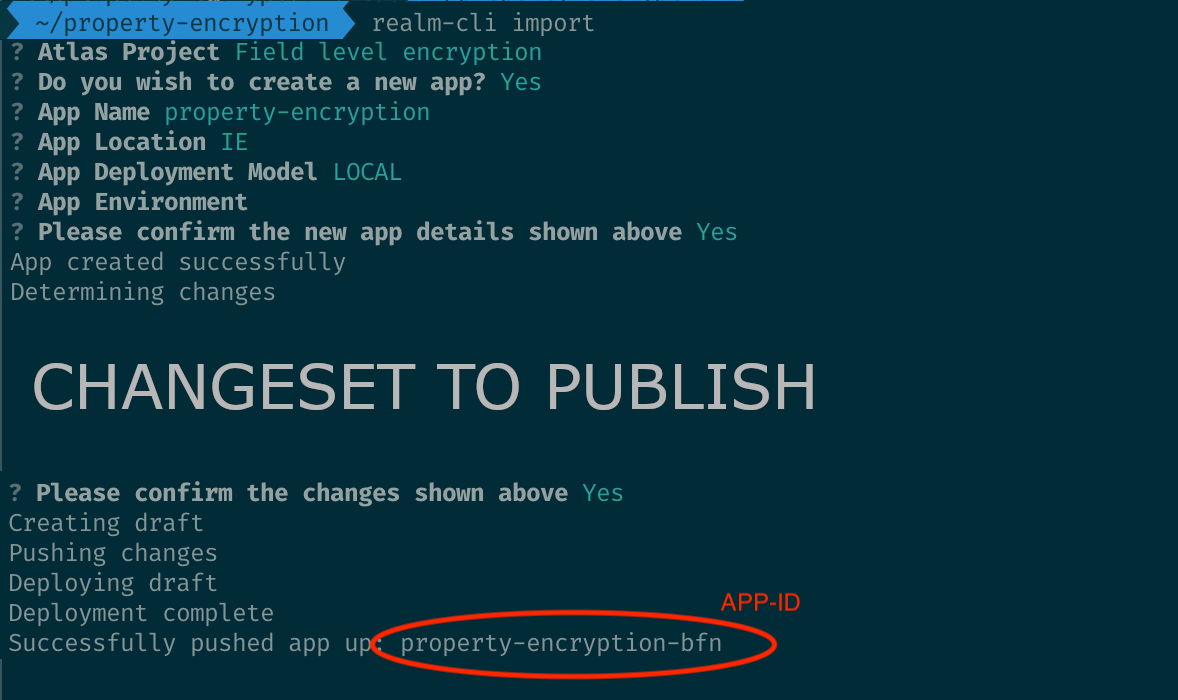 ~/property-encryption realm-cli import
? Atlas Project Field level encryption
? Do you wish to create a new app? Yes
? App Name property-encryption
? App Location IE
? App Deployment Model LOCAL
? App Environment
? Please confirm the new app details shown above Yes
App created successfully
Determining changes
CHANGESET TO PUBLISH
? Please confirm the changes shown above Yes
Creating draft
Pushing changes
Deploying draft
Deployment complete
APP-ID
Successfully pushed app up: property-encryption-bfn